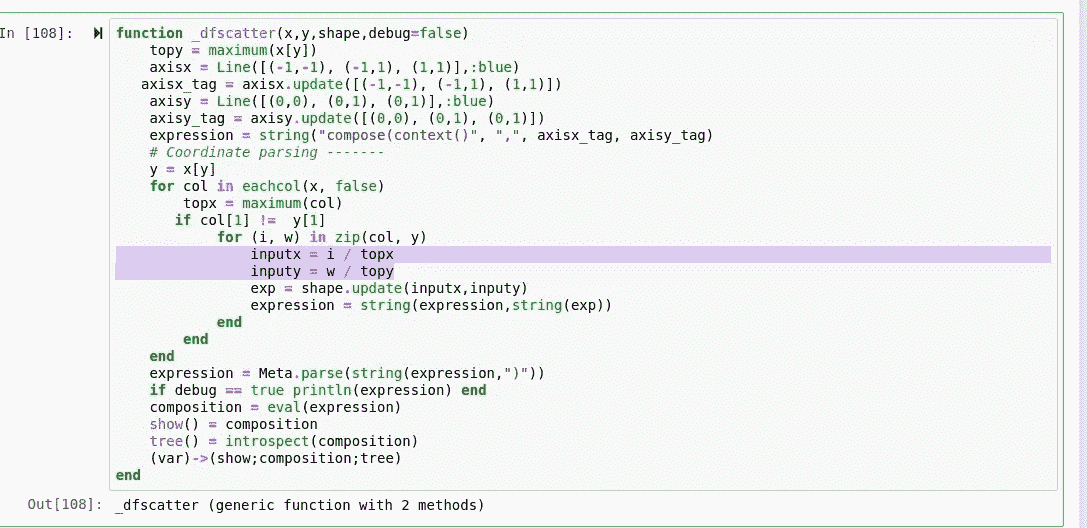 In [108]: function _dfscatter(x,y,shape,debug=false)
topy = maximum(x[y])
axisx = Line([(-1,-1), (-1,1), (1,1)],:blue)
axisx_tag = axisx.update([(-1,-1), (-1,1), (1,1)])
axisy = Line([(0,0), (0,1), (0,1)],:blue)
axisy_tag = axisy.update([(0,0), (0,1), (0,1)])
expression = string("compose(context()", ",", axisx_tag, axisy_tag)
# Coordinate parsing -------
y = x[y]
for col in eachcol(x, false)
topx = maximum(col)
if col[1] != y[1]
for (i, w) in zip(col, y)
inputx = i / topx
inputy = w / topy
exp = shape.update(inputx,inputy)
expression = string(expression,string(exp))
end
end
end
expression = Meta.parse(string(expression,")"))
if debug == true println(expression) end
composition = eval(expression)
show() = composition
tree() = introspect(composition)
(var)->(show;composition;tree)
end
Out[108]: _dfscatter (generic function with 2 methods)